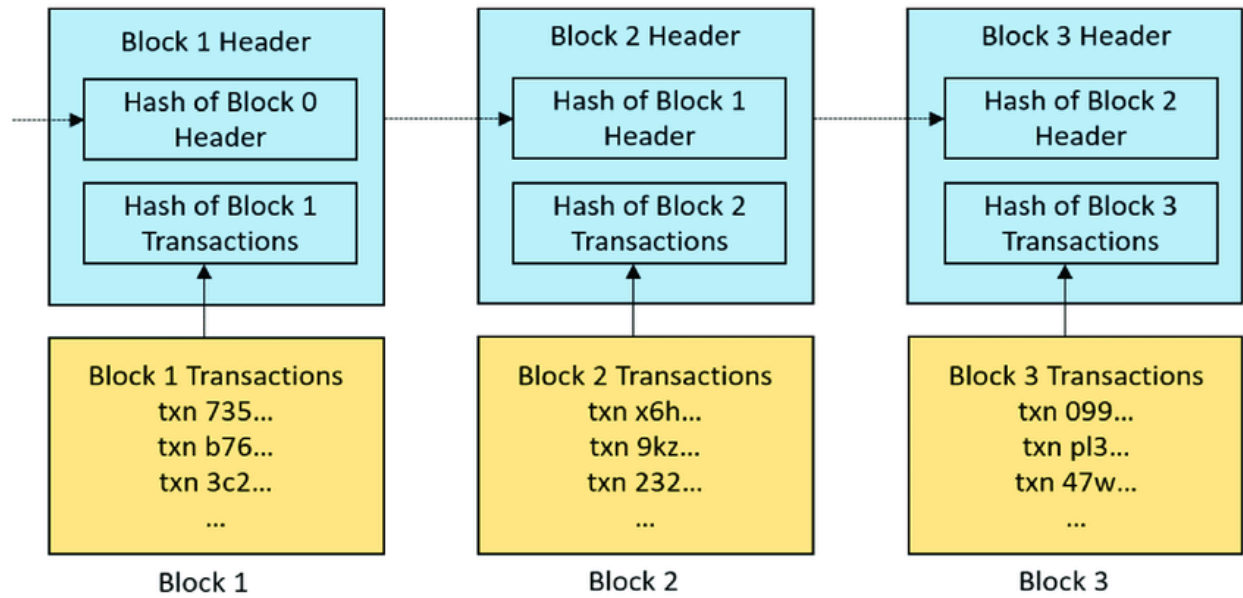 Block 1 Header
Hash of Block 0
Header
Hash of Block 1
Transactions
Block 1 Transactions
txn 735...
txn b76...
txn 3c2...
...
Block 1
Block 2 Header
Hash of Block 1
Header
Hash of Block 2
Transactions
Block 2 Transactions
txn x6h...
txn 9kz...
txn 232...
...
Block 2
Block 3 Header
Hash of Block 2
Header
Hash of Block 3
Transactions
Block 3 Transactions
txn 099...
txn pl3...
txn 47w...
...
Block 3